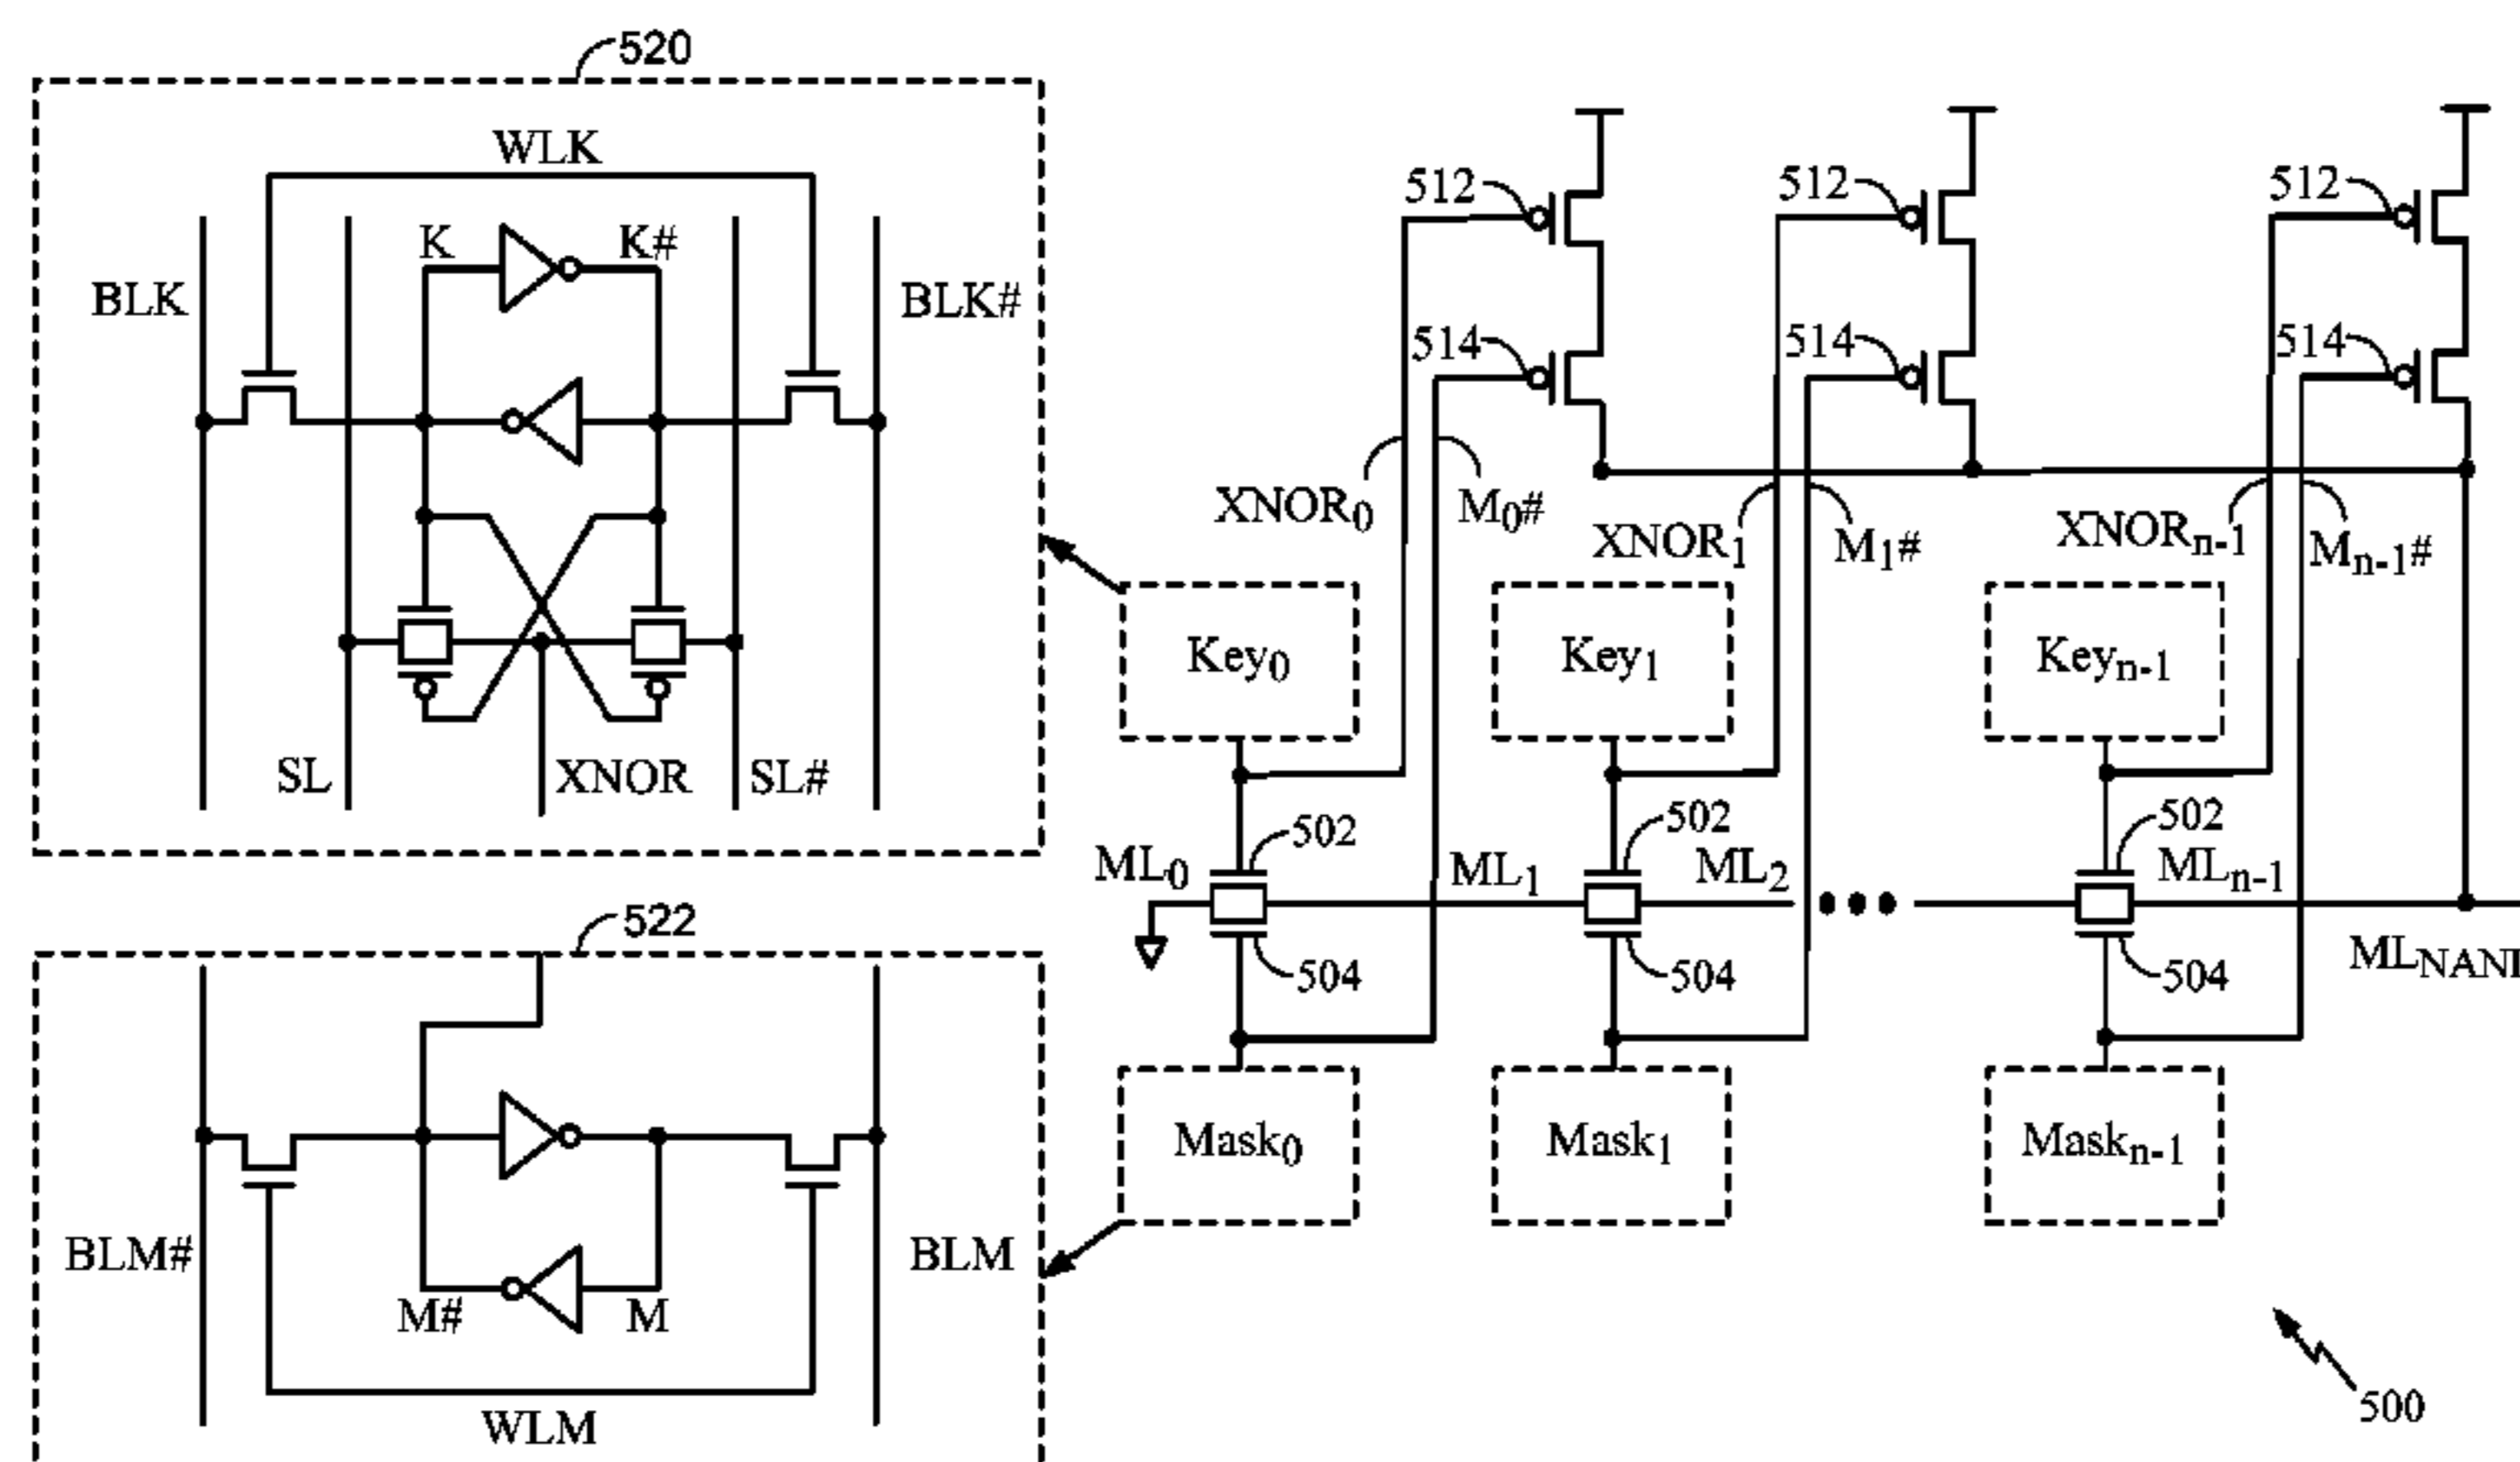 520
WLK
K K#
BLK BLK#
SL XNOR SL#
522
BLM# BLM
M# M
WLM
512 512 512
514 514 514
XNOR0 M0# XNOR1 M1# XNORn-1 Mn-1#
Key0 Key1 Keyn-1
502 502 502
ML0 ML1 ML2 MLn-1
504 504 504
MLNAN
Mask0 Mask1 Maskn-1
500